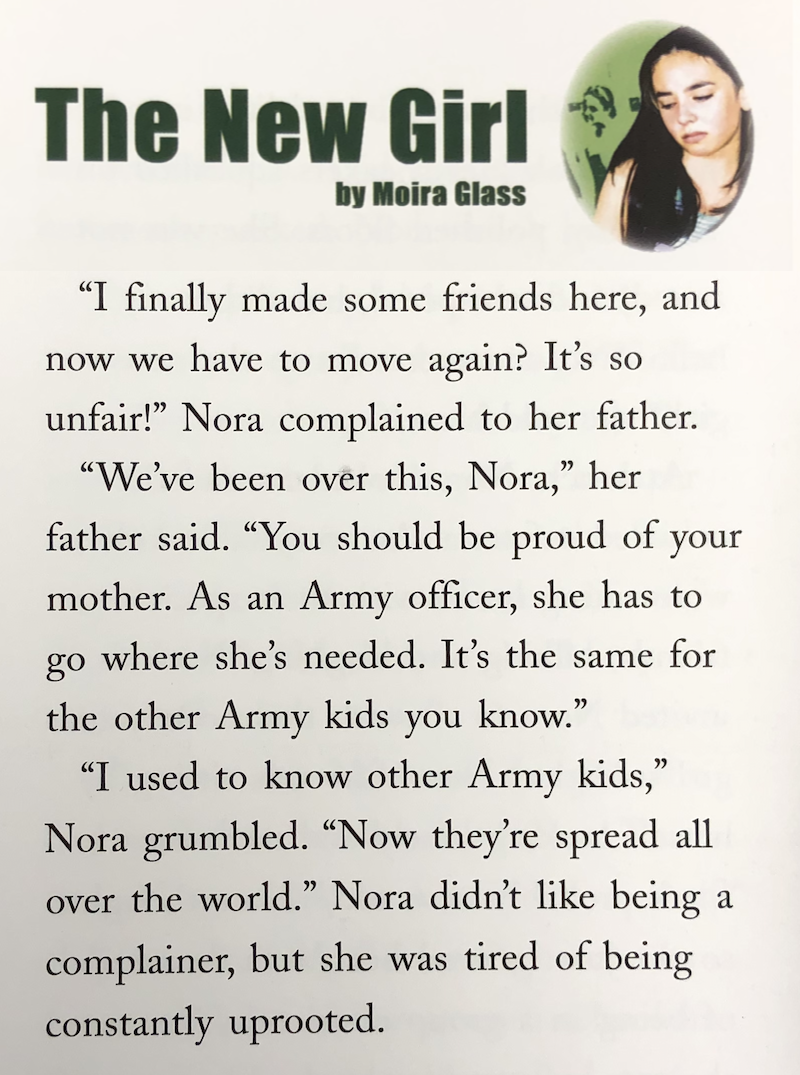 The New Girl
by Moira Glass
“I finally made some friends here, and
now we have to move again? It’s so
unfair!” Nora complained to her father.
“We’ve been over this, Nora,” her
father said. “You should be proud of your
mother. As an Army officer, she has to
go where she’s needed. It’s the same for
the other Army kids you know.”
“I used to know other Army kids,”
Nora grumbled. “Now they’re spread all
over the world.” Nora didn’t like being a
complainer, but she was tired of being
constantly uprooted.